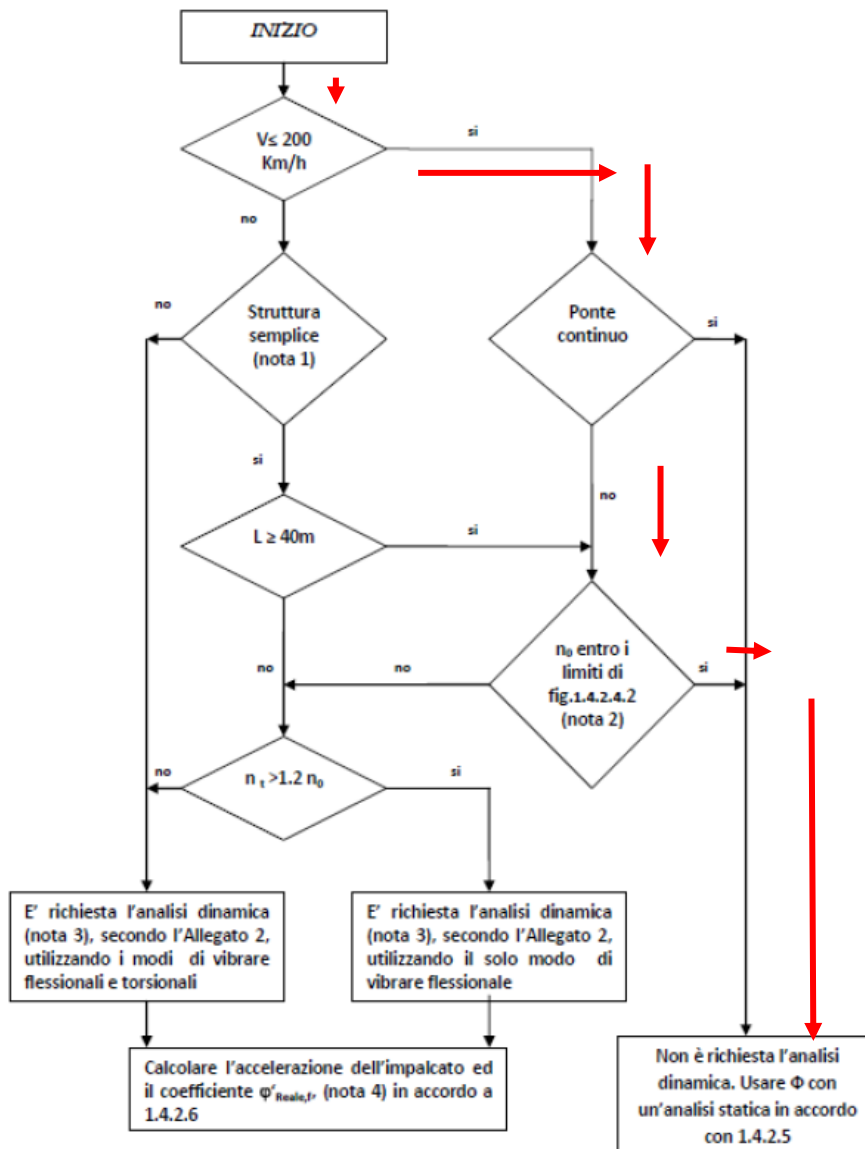 INIZIO
V≤ 200
Km/h
si
no
no
Struttura
semplice
(nota 1)
Ponte
continuo
si
si
no
L ≥ 40m
si
n₀ entro i
limiti di
fig.1.4.2.4.2
(nota 2)
si
no
no
n t >1.2 n₀
no
si
E' richiesta l'analisi dinamica
(nota 3), secondo l'Allegato 2,
utilizzando i modi di vibrare
flessionali e torsionali
E' richiesta l'analisi dinamica
(nota 3), secondo l'Allegato 2,
utilizzando il solo modo di
vibrare flessionale
Calcolare l'accelerazione dell'impalcato ed
il coefficiente φ'Reale,f, (nota 4) in accordo a
1.4.2.6
Non è richiesta l'analisi
dinamica. Usare Φ con
un'analisi statica in accordo
con 1.4.2.5